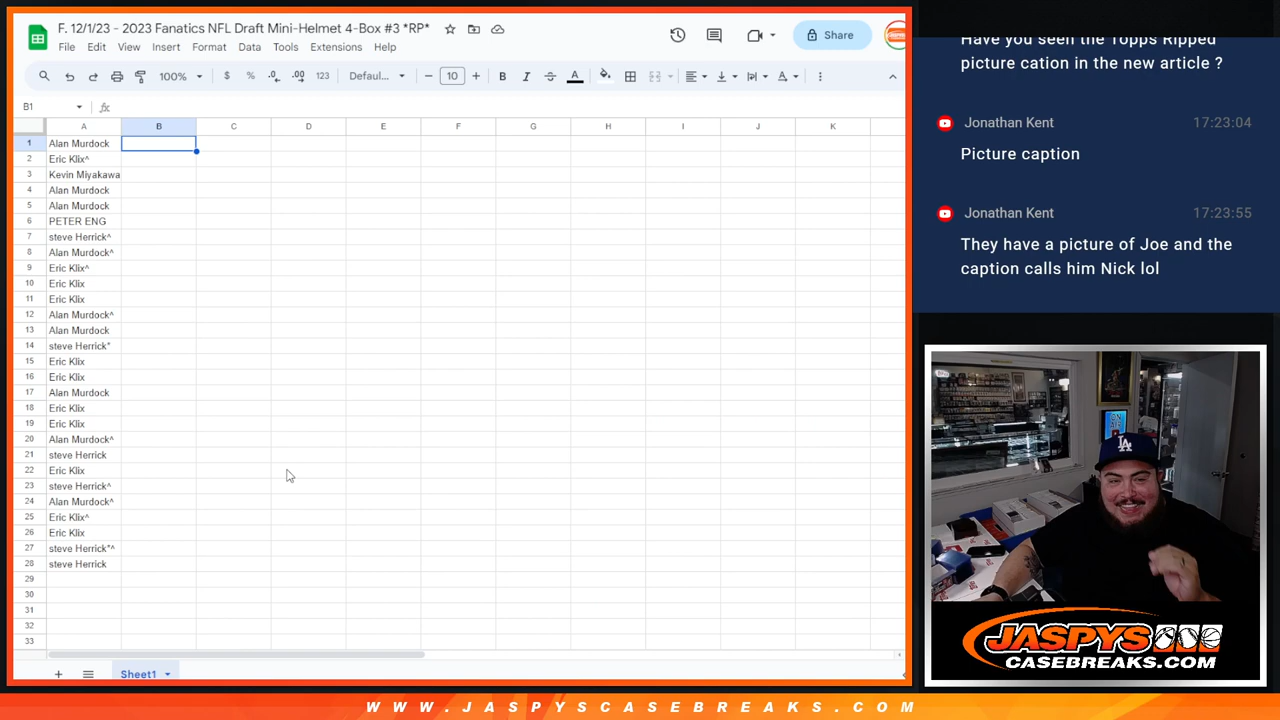 F. 12/1/23 - 2023 Fanatics NFL Draft Mini-Helmet 4-Box #3 *RP*
File Edit View Insert Format Data Tools Extensions Help
Share
100% $ % .0 .00 123 Defaul... 10 B I A
B1 fx
A B C D E F G H I J K
1 Alan Murdock
2 Eric Klix^
3 Kevin Miyakawa
4 Alan Murdock
5 Alan Murdock
6 PETER ENG
7 steve Herrick^
8 Alan Murdock^
9 Eric Klix^
10 Eric Klix
11 Eric Klix
12 Alan Murdock^
13 Alan Murdock
14 steve Herrick*
15 Eric Klix
16 Eric Klix
17 Alan Murdock
18 Eric Klix
19 Eric Klix
20 Alan Murdock^
21 steve Herrick
22 Eric Klix
23 steve Herrick^
24 Alan Murdock^
25 Eric Klix^
26 Eric Klix
27 steve Herrick*^
28 steve Herrick
29
30
31
32
33
Sheet1
Have you seen the Topps Ripped
picture cation in the new article ?
Jonathan Kent 17:23:04
Picture caption
Jonathan Kent 17:23:55
They have a picture of Joe and the
caption calls him Nick lol
LA
JASPYS
CASEBREAKS.COM
WWW.JASPYSCASEBREAKS.COM